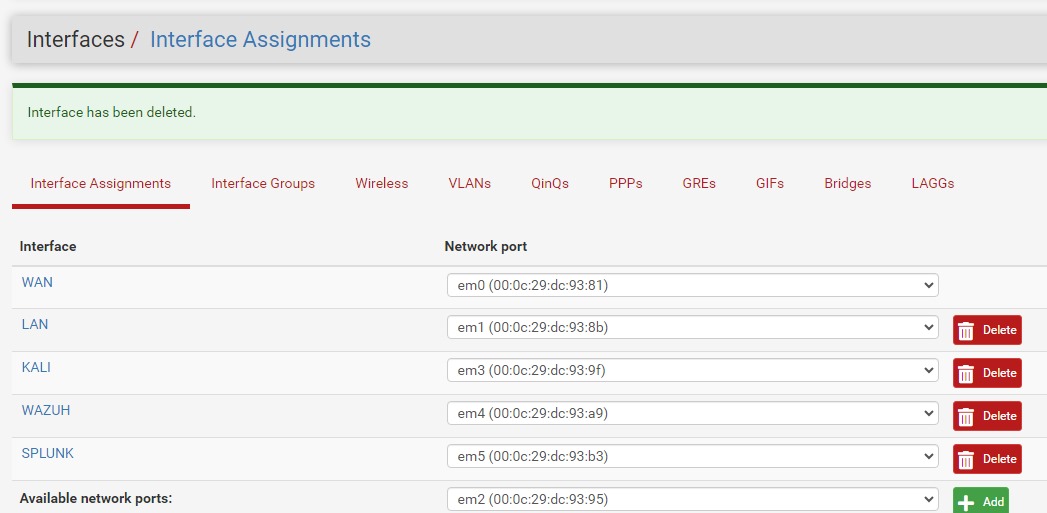 Interfaces / Interface Assignments
Interface has been deleted.
Interface Assignments Interface Groups Wireless VLANs QinQs PPPs GREs GIFs Bridges LAGGs
Interface Network port
WAN em0 (00:0c:29:dc:93:81)
LAN em1 (00:0c:29:dc:93:8b) Delete
KALI em3 (00:0c:29:dc:93:9f) Delete
WAZUH em4 (00:0c:29:dc:93:a9) Delete
SPLUNK em5 (00:0c:29:dc:93:b3) Delete
Available network ports: em2 (00:0c:29:dc:93:95) Add